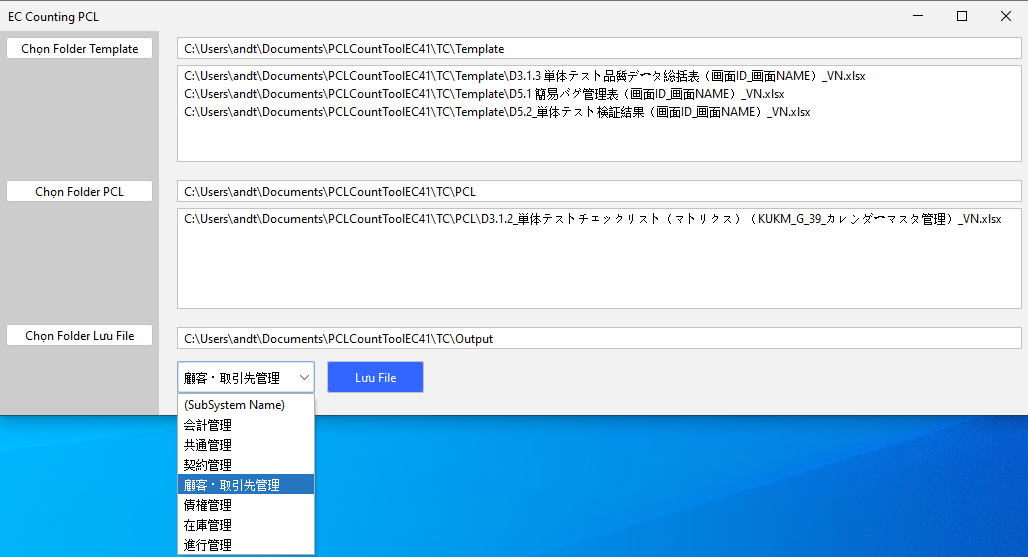 EC Counting PCL
Chọn Folder Template
C:\Users\andt\Documents\PCLCountToolEC41\TC\Template
C:\Users\andt\Documents\PCLCountToolEC41\TC\Template\D3.1.3 単体テスト品質データ総括表（画面ID_画面NAME）_VN.xlsx
C:\Users\andt\Documents\PCLCountToolEC41\TC\Template\D5.1 簡易バグ管理表（画面ID_画面NAME）_VN.xlsx
C:\Users\andt\Documents\PCLCountToolEC41\TC\Template\D5.2_単体テスト検証結果（画面ID_画面NAME）_VN.xlsx
Chọn Folder PCL
C:\Users\andt\Documents\PCLCountToolEC41\TC\PCL
C:\Users\andt\Documents\PCLCountToolEC41\TC\PCL\D3.1.2_単体テストチェックリスト（マトリクス）（KUKM_G_39_カレンダーマスタ管理）_VN.xlsx
Chọn Folder Lưu File
C:\Users\andt\Documents\PCLCountToolEC41\TC\Output
顧客・取引先管理
Lưu File
(SubSystem Name)
会計管理
共通管理
契約管理
顧客・取引先管理
債権管理
在庫管理
進行管理